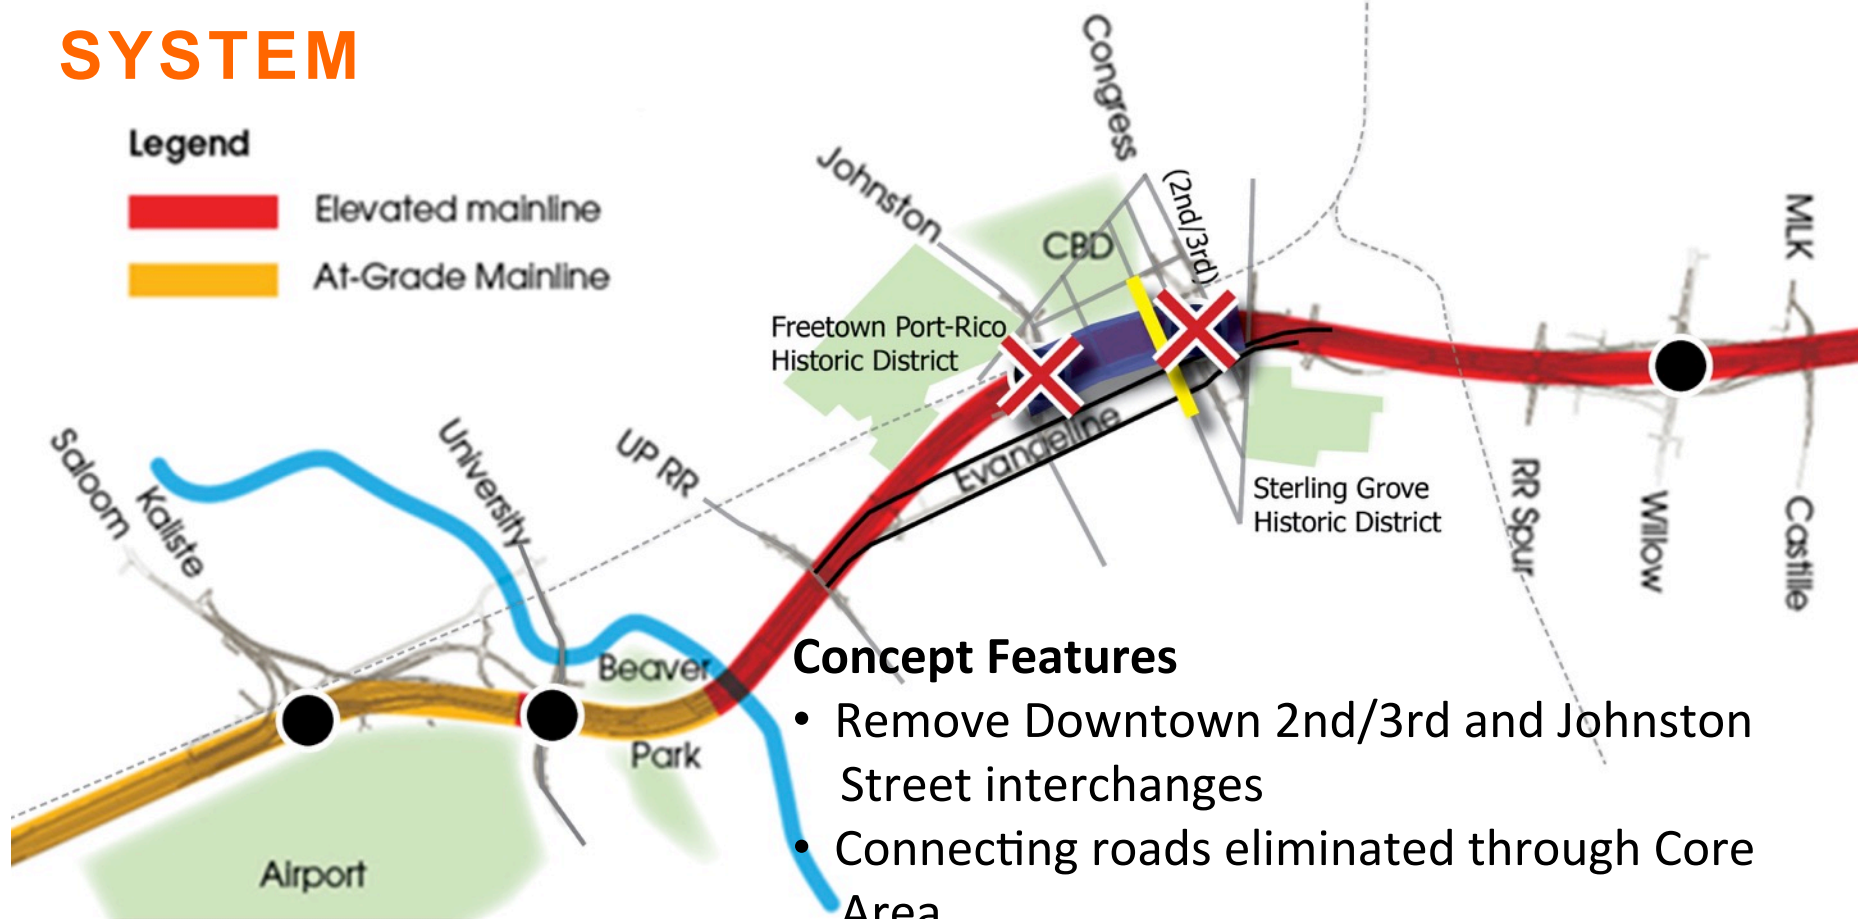 SYSTEM
Legend
Elevated mainline
At-Grade Mainline
Congress
Johnston
(2nd/3rd)
CBD
MLK
Freetown Port-Rico
Historic District
Evangeline
Sterling Grove
Historic District
UP RR
University
Saloom
Kaliste
RR Spur
Willow
Castille
Beaver
Park
Airport
Concept Features
• Remove Downtown 2nd/3rd and Johnston
Street interchanges
• Connecting roads eliminated through Core
Area